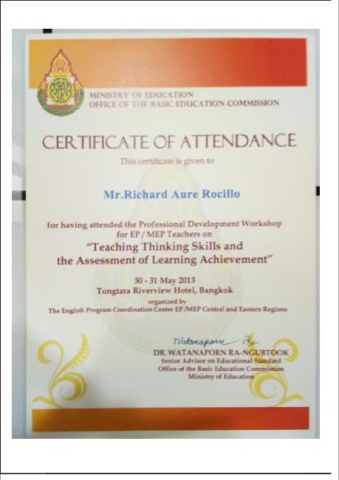 MINISTRY OF EDUCATION
OFFICE OF THE BASIC EDUCATION COMMISSION
CERTIFICATE OF ATTENDANCE
This certificate is given to
Mr.Richard Aure Rocillo
for having attended the Professional Development Workshop
for EP / MEP Teachers on
"Teaching Thinking Skills and
the Assessment of Learning Achievement"
30 - 31 May 2013
Tongtara Riverview Hotel, Bangkok
organized by
The English Program Coordination Center EP /MEP Central and Eastern Regions
Watanaporn
DR. WATANAPORN RA-NGUBTOOK
Senior Advisor on Educational Standard
Office of the Basic Education Commission
Ministry of Education